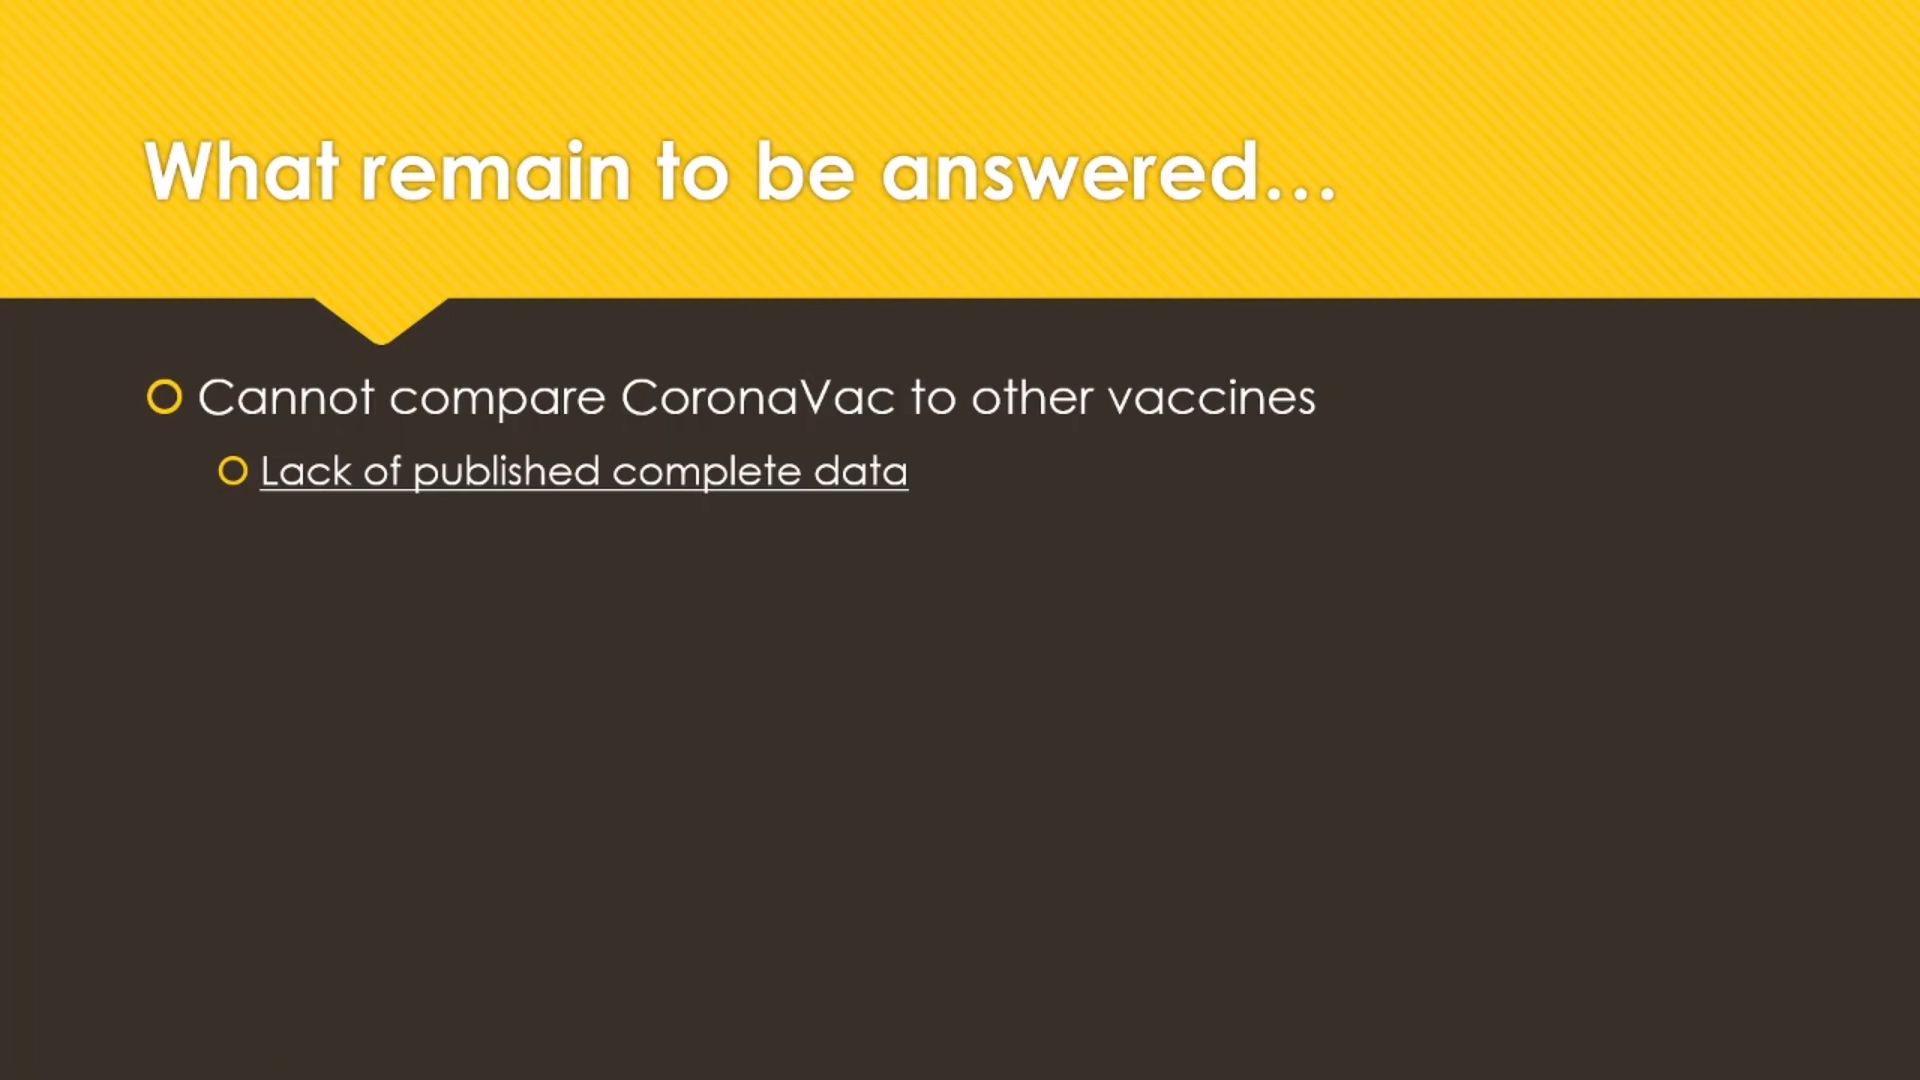 What remain to be answered...
Cannot compare CoronaVac to other vaccines
Lack of published complete data